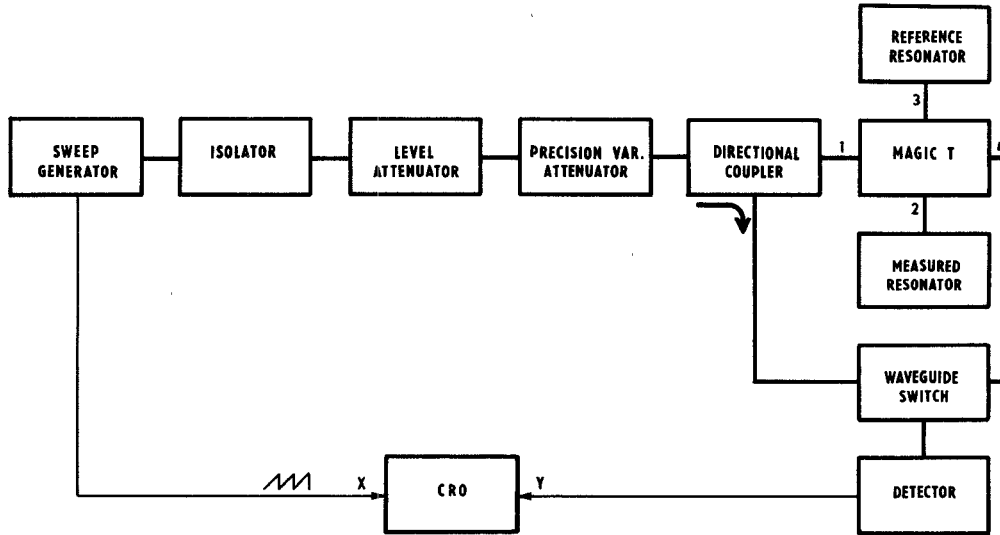 REFERENCE
RESONATOR
3
SWEEP
GENERATOR
ISOLATOR
LEVEL
ATTENUATOR
PRECISION VAR.
ATTENUATOR
DIRECTIONAL
COUPLER
1
MAGIC T
2
MEASURED
RESONATOR
WAVEGUIDE
SWITCH
X
CRO
Y
DETECTOR